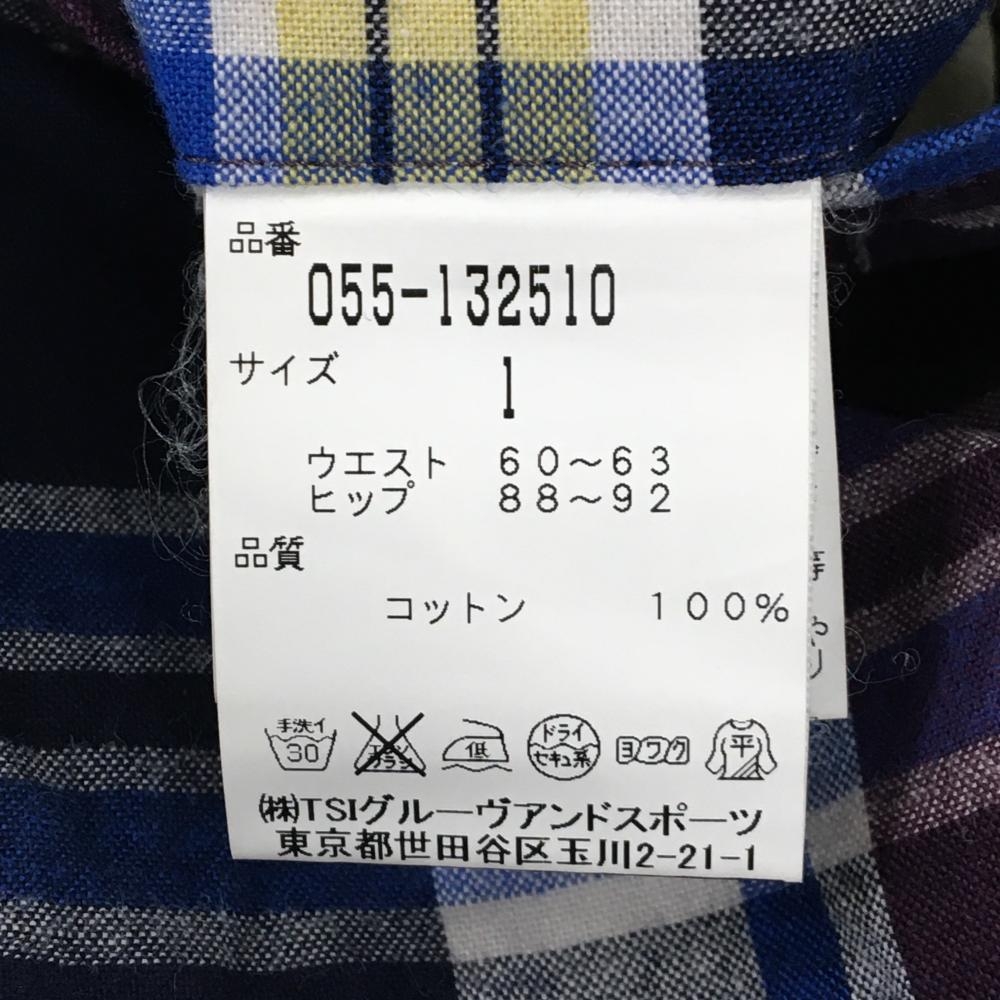 品番
055-132510
サイズ
1
ウエスト 60〜63
ヒップ 88〜92
品質
コットン 100%
等
や
り
手洗イ 30 低 ドライ セキユ系 ヨワク 平
㈱TSIグルーヴアンドスポーツ
東京都世田谷区玉川2-21-1